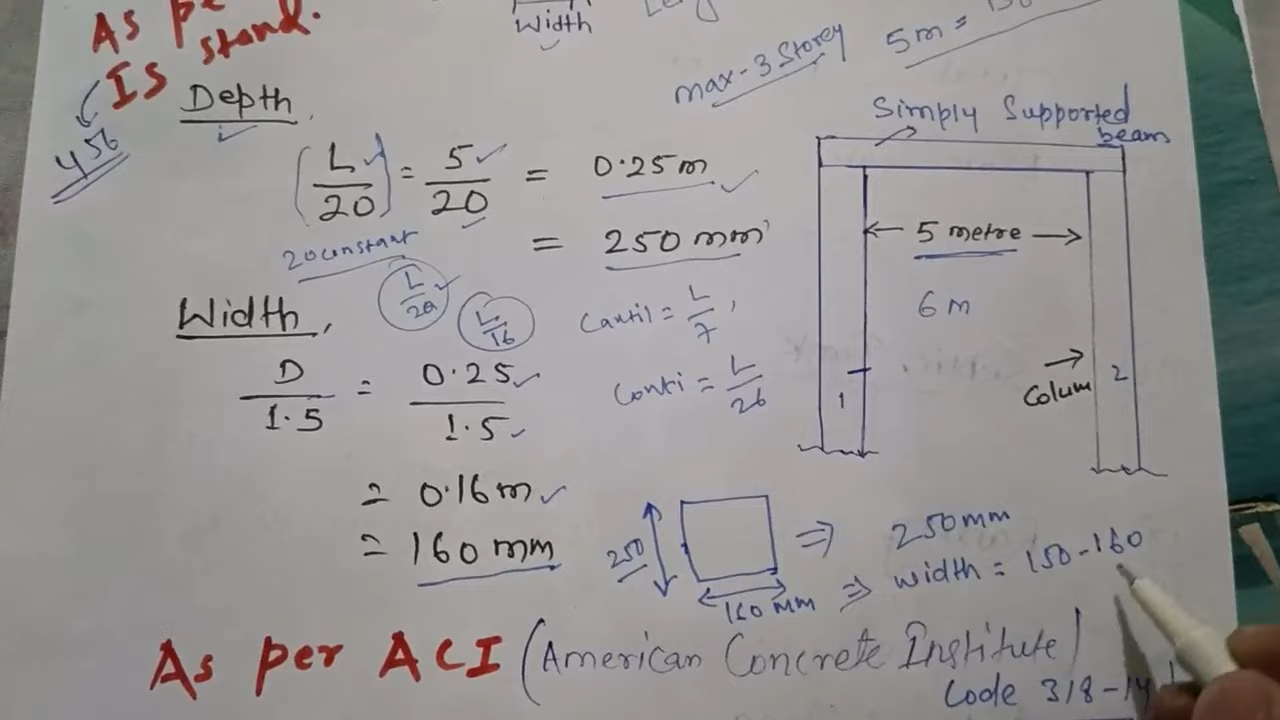 As pe
stand.
IS
456
Width
max-3 Storey
5m =
Depth,
(L/20) = 5/20 = 0.25m
= 250mm
20 constant
L/20
L/16
Cantil = L/7,
Conti = L/26
Width,
D/1.5 = 0.25/1.5
= 0.16m
= 160 mm
Simply Supported
beam
5 metre
6 m
Colum
1
2
250
160 mm
⇒ 250mm
⇒ width = 150-160
As per ACI (American Concrete Institute)
Code 318-14